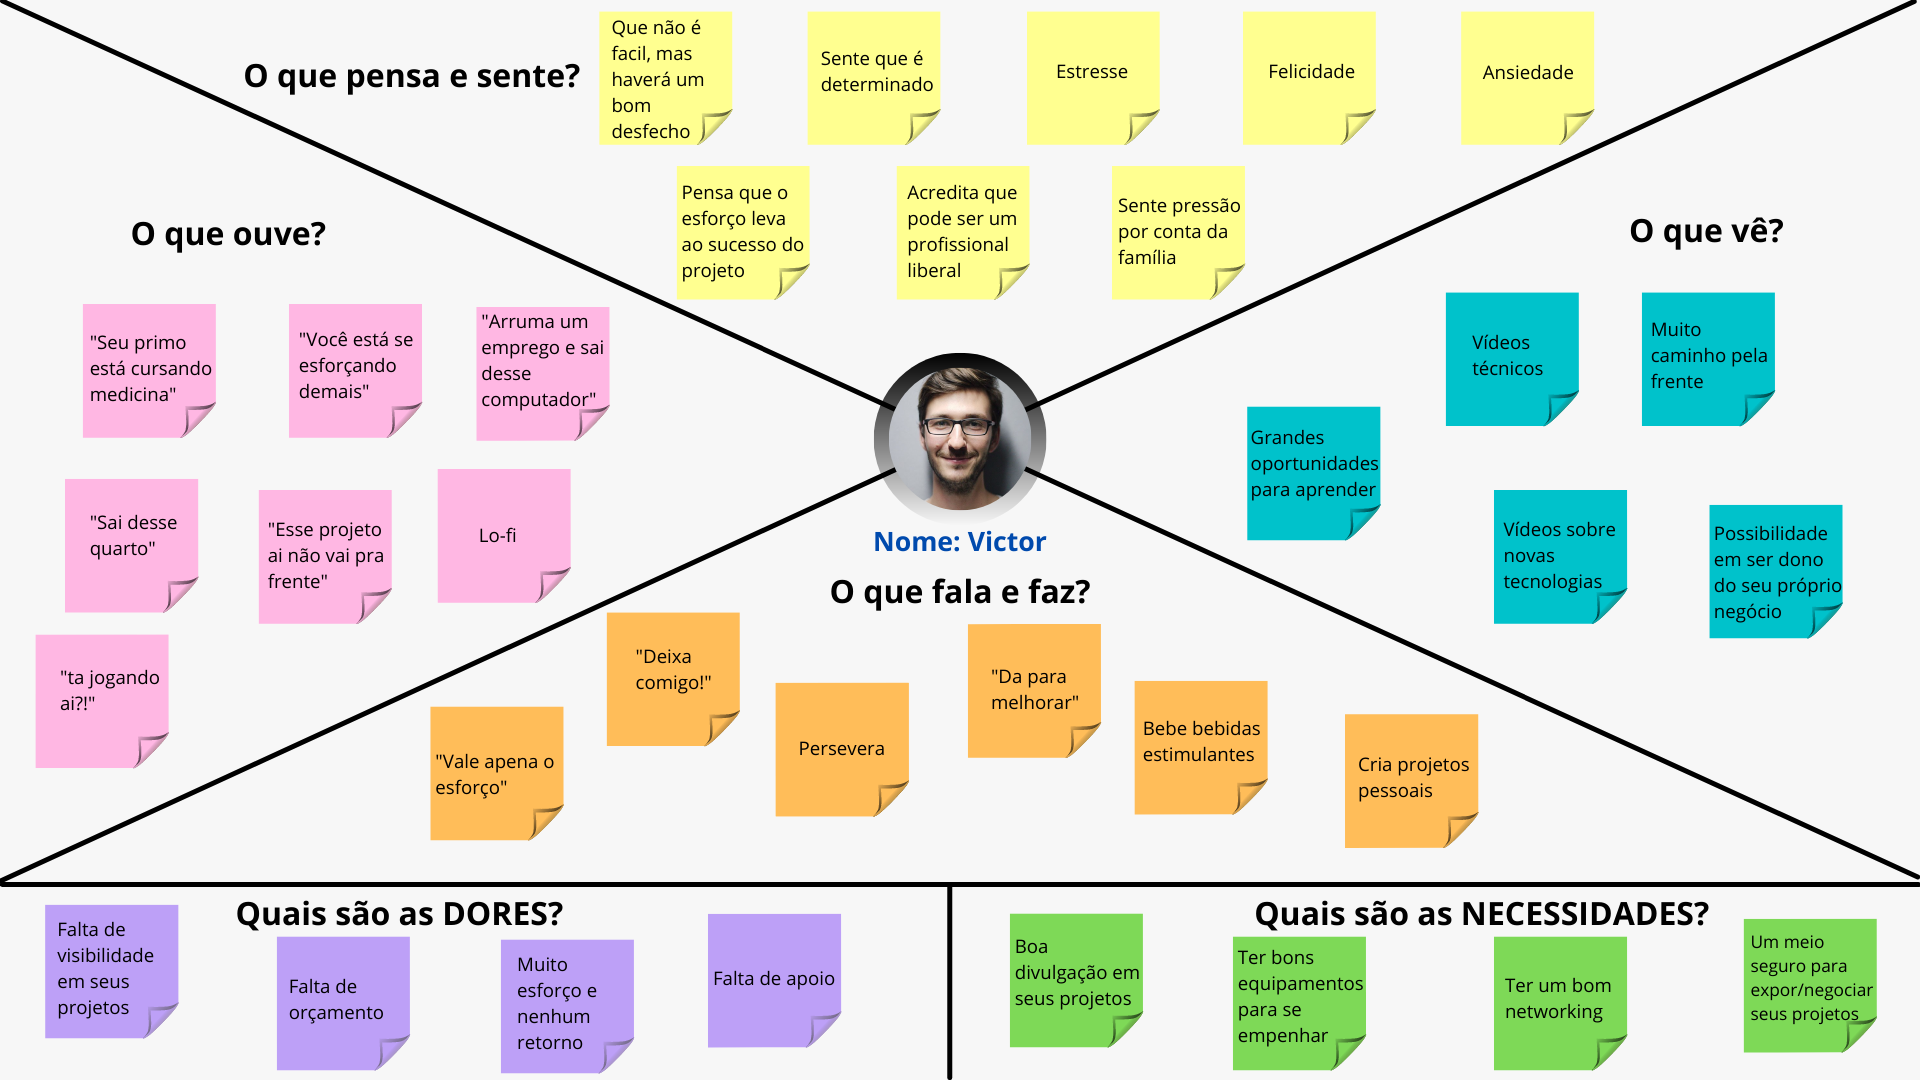 O que pensa e sente?
Que não é
facil, mas
haverá um
bom
desfecho
Sente que é
determinado
Estresse
Felicidade
Ansiedade
Pensa que o
esforço leva
ao sucesso do
projeto
Acredita que
pode ser um
profissional
liberal
Sente pressão
por conta da
família
O que ouve?
"Seu primo
está cursando
medicina"
"Você está se
esforçando
demais"
"Arruma um
emprego e sai
desse
computador"
"Sai desse
quarto"
"Esse projeto
ai não vai pra
frente"
Lo-fi
"ta jogando
ai?!"
O que vê?
Vídeos
técnicos
Muito
caminho pela
frente
Grandes
oportunidades
para aprender
Vídeos sobre
novas
tecnologias
Possibilidade
em ser dono
do seu próprio
negócio
Nome: Victor
O que fala e faz?
"Deixa
comigo!"
"Da para
melhorar"
"Vale apena o
esforço"
Persevera
Bebe bebidas
estimulantes
Cria projetos
pessoais
Quais são as DORES?
Falta de
visibilidade
em seus
projetos
Falta de
orçamento
Muito
esforço e
nenhum
retorno
Falta de apoio
Quais são as NECESSIDADES?
Boa
divulgação em
seus projetos
Ter bons
equipamentos
para se
empenhar
Ter um bom
networking
Um meio
seguro para
expor/negociar
seus projetos